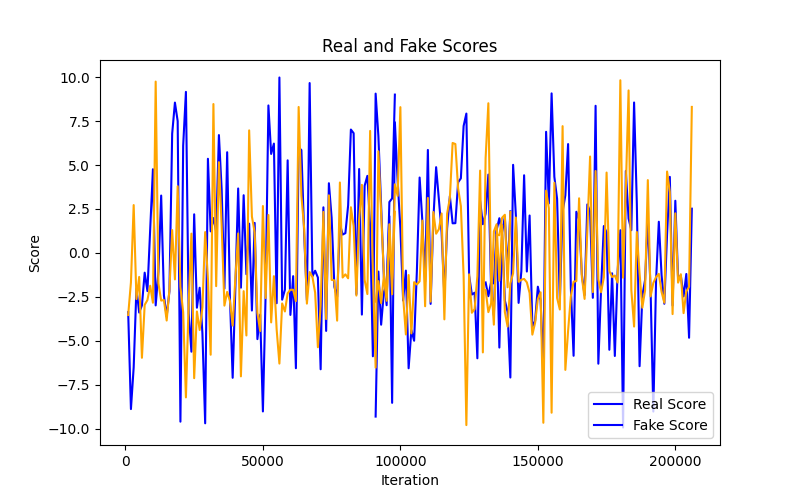 Real and Fake Scores
Score
10.0
7.5
5.0
2.5
0.0
−2.5
−5.0
−7.5
−10.0
0
50000
100000
150000
200000
Iteration
Real Score
Fake Score